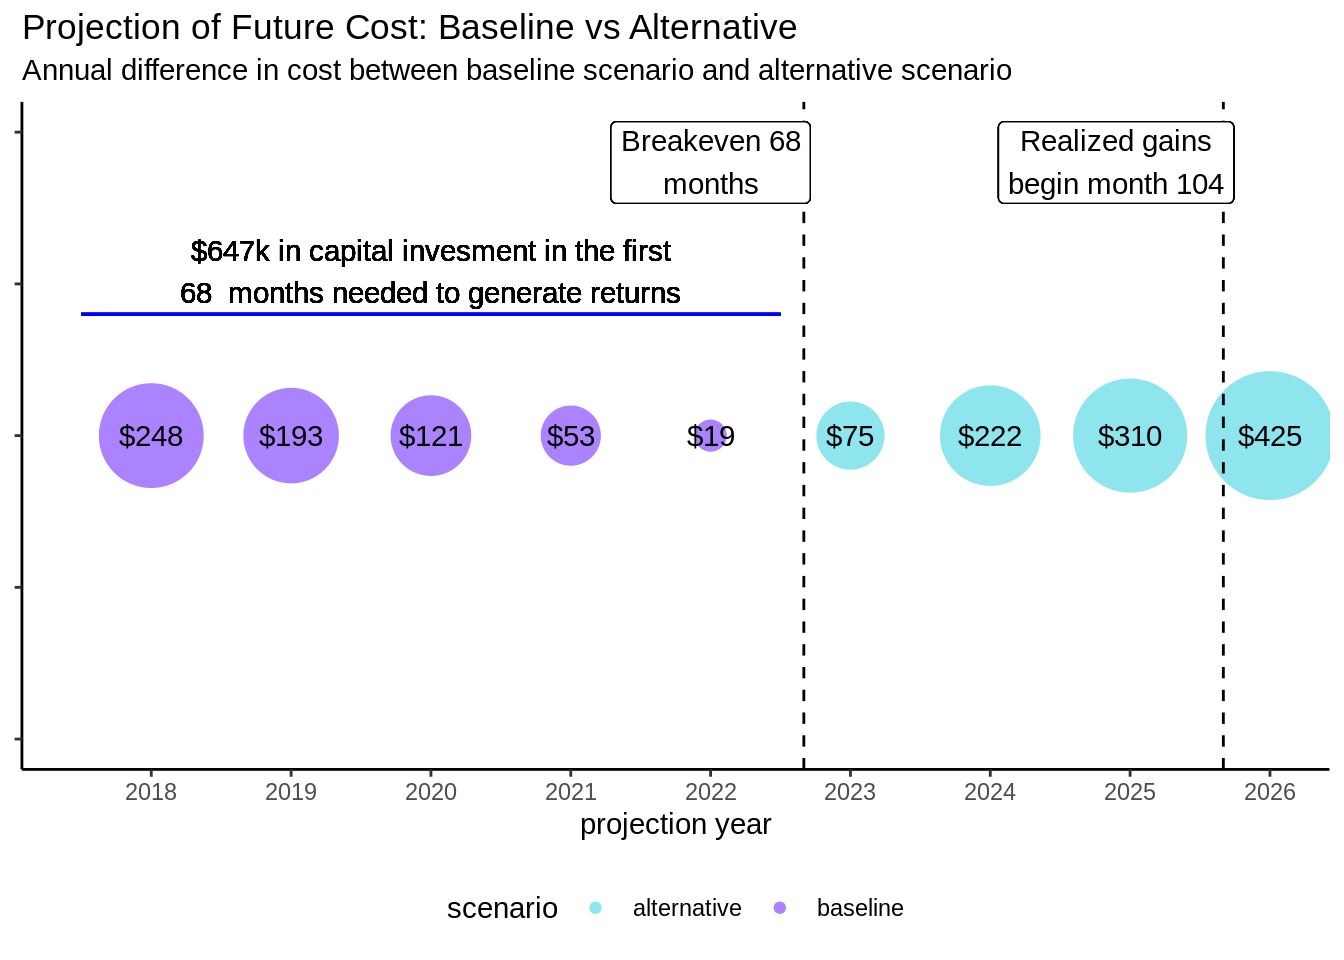 Projection of Future Cost: Baseline vs Alternative
Annual difference in cost between baseline scenario and alternative scenario
Breakeven 68
months
Realized gains
begin month 104
$647k in capital invesment in the first
68  months needed to generate returns
$248 $193 $121 $53 $19 $75 $222 $310 $425
2018 2019 2020 2021 2022 2023 2024 2025 2026
projection year
scenario alternative baseline